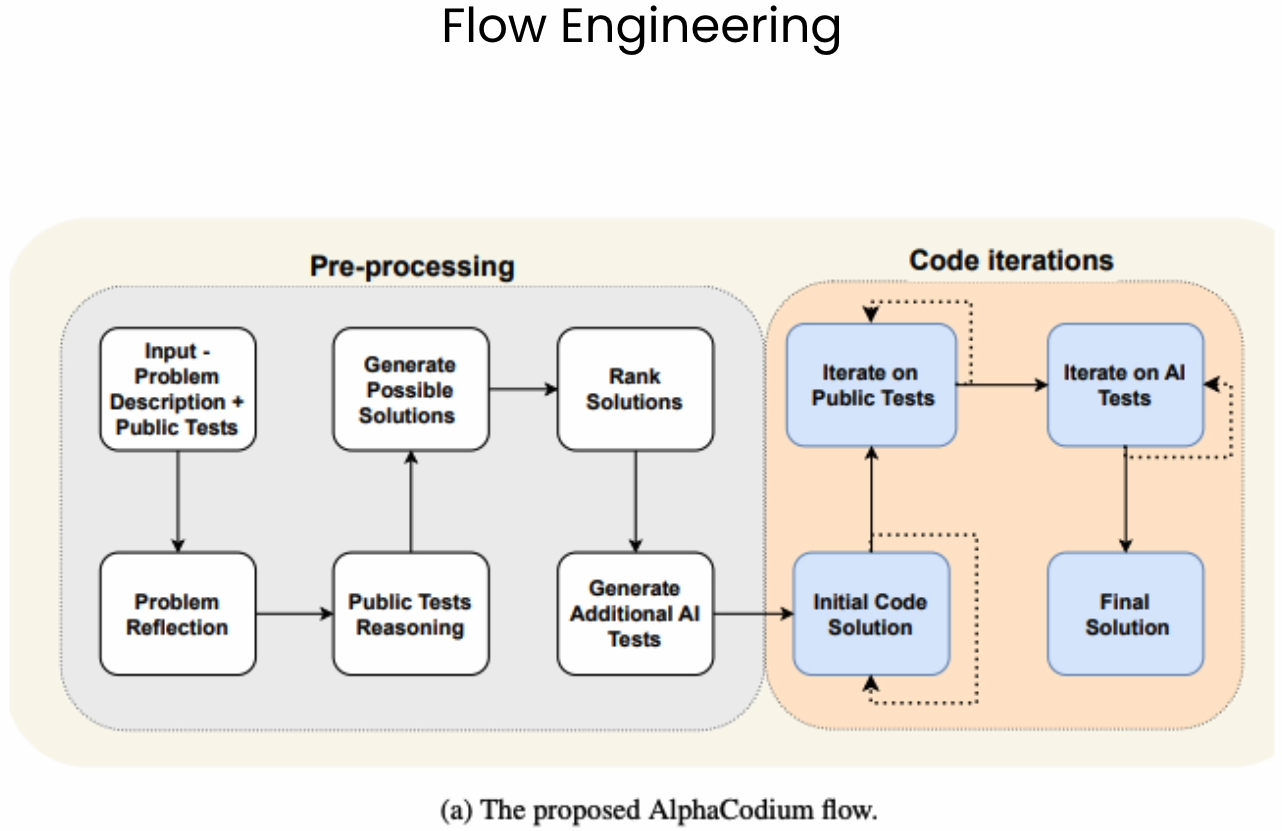 Flow Engineering
Pre-processing
Code iterations
Input -
Problem
Description +
Public Tests
Generate
Possible
Solutions
Rank
Solutions
Iterate on
Public Tests
Iterate on AI
Tests
Problem
Reflection
Public Tests
Reasoning
Generate
Additional AI
Tests
Initial Code
Solution
Final
Solution
(a) The proposed AlphaCodium flow.